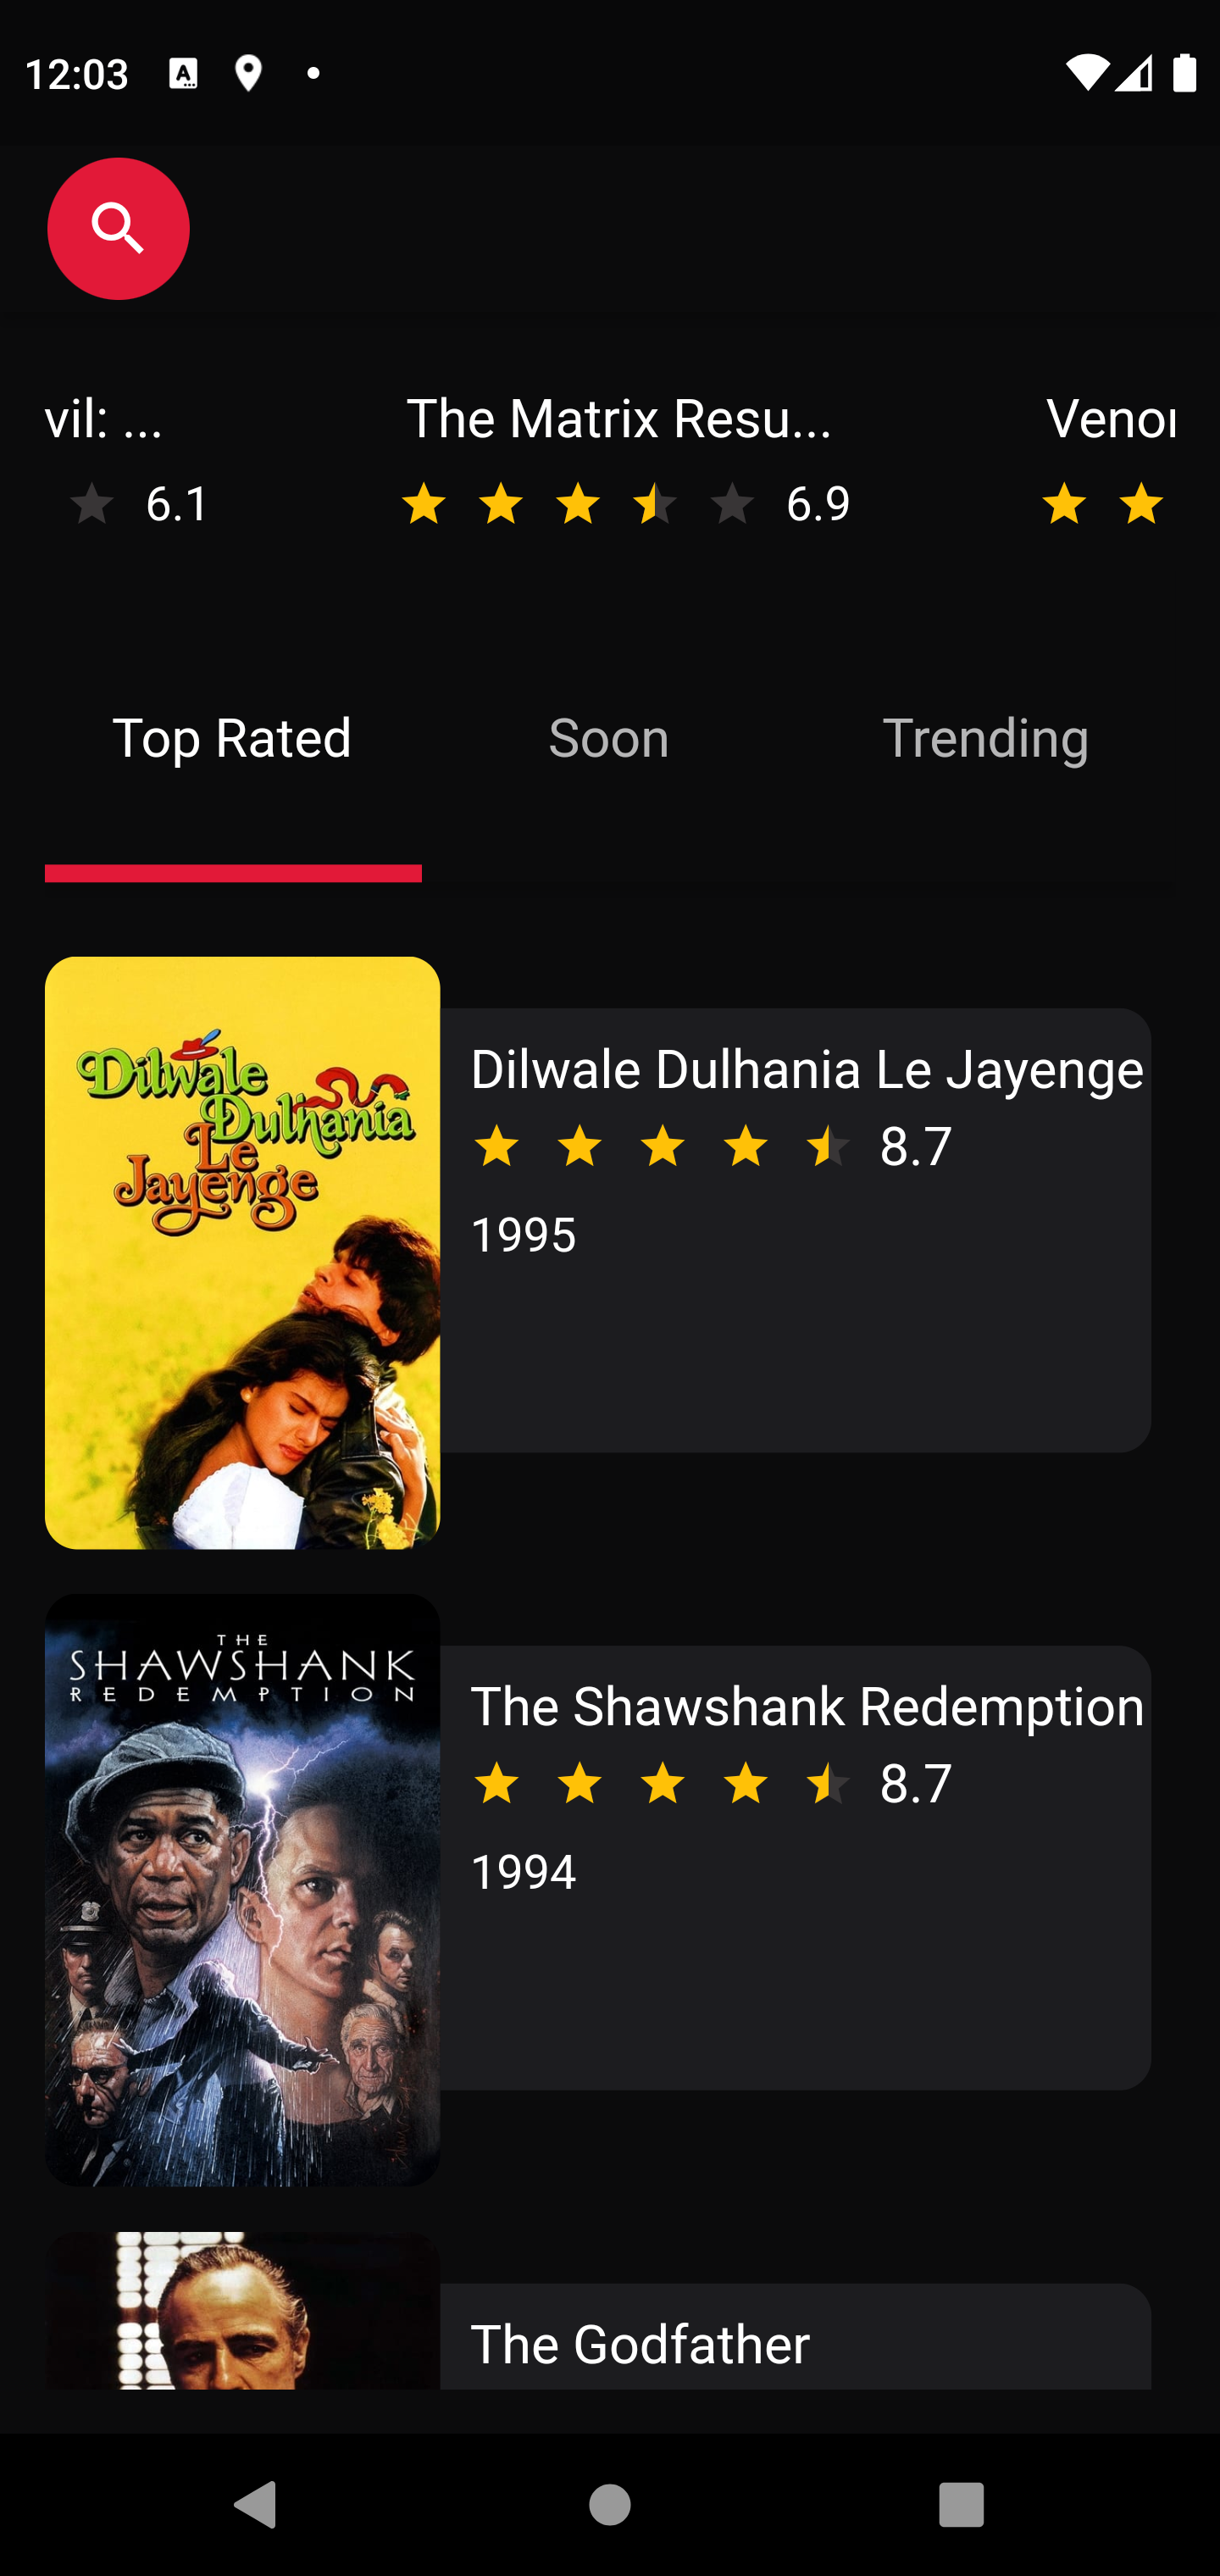 12:03
vil: ...
6.1
The Matrix Resu...
6.9
Veno
Top Rated
Soon
Trending
Dilwale
Dulhania
Le
Jayenge
Dilwale Dulhania Le Jayenge
8.7
1995
THE
SHAWSHANK
REDEMPTION
The Shawshank Redemption
8.7
1994
The Godfather